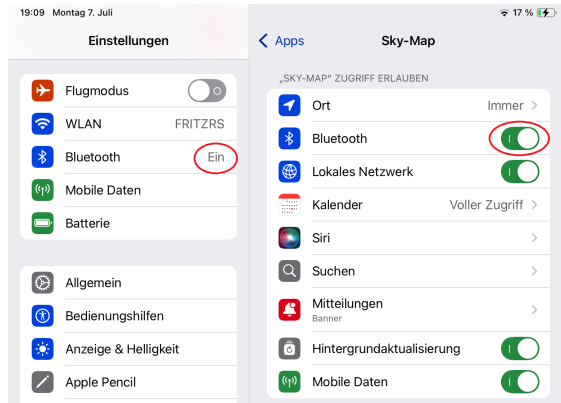 19:09 Montag 7. Juli
17 %
Einstellungen
Flugmodus
WLAN FRITZRS
Bluetooth Ein
Mobile Daten
Batterie
Allgemein
Bedienungshilfen
Anzeige & Helligkeit
Apple Pencil
Apps
Sky-Map
„SKY-MAP“ ZUGRIFF ERLAUBEN
Ort Immer
Bluetooth
Lokales Netzwerk
Kalender Voller Zugriff
Siri
Suchen
Mitteilungen
Banner
Hintergrundaktualisierung
Mobile Daten